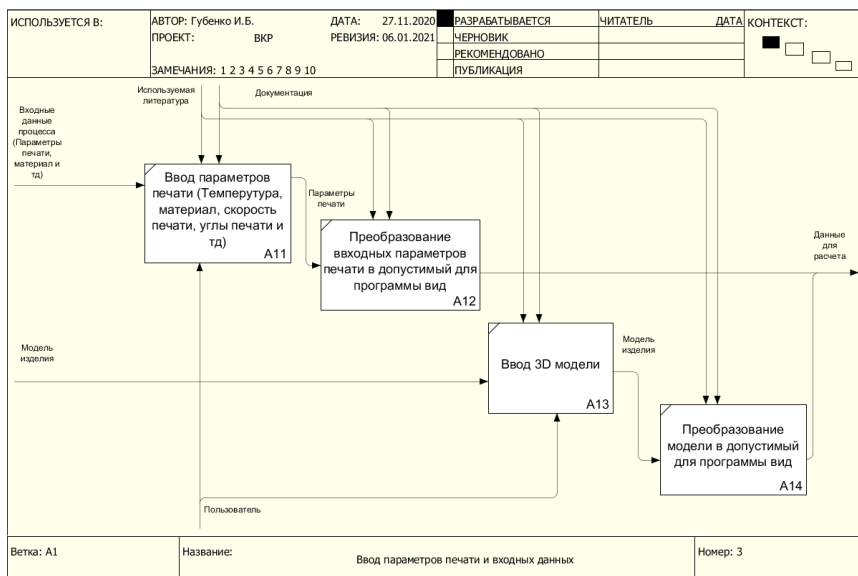 ИСПОЛЬЗУЕТСЯ В:
АВТОР: Губенко И.Б.
ДАТА: 27.11.2020
ПРОЕКТ: ВКР
РЕВИЗИЯ: 06.01.2021
ЗАМЕЧАНИЯ: 1 2 3 4 5 6 7 8 9 10
РАЗРАБАТЫВАЕТСЯ
ЧЕРНОВИК
РЕКОМЕНДОВАНО
ПУБЛИКАЦИЯ
ЧИТАТЕЛЬ
ДАТА
КОНТЕКСТ:
Используемая
литература
Документация
Входные
данные
процесса
(Параметры
печати,
материал и
тд)
Ввод параметров
печати (Темперутура,
материал, скорость
печати, углы печати и
тд)
A11
Параметры
печати
Преобразование
ввходных параметров
печати в допустимый для
программы вид
A12
Данные
для
расчета
Модель
изделия
Ввод 3D модели
A13
Модель
изделия
Преобразование
модели в допустимый
для программы вид
A14
Пользователь
Ветка: A1
Название:
Ввод параметров печати и входных данных
Номер: 3